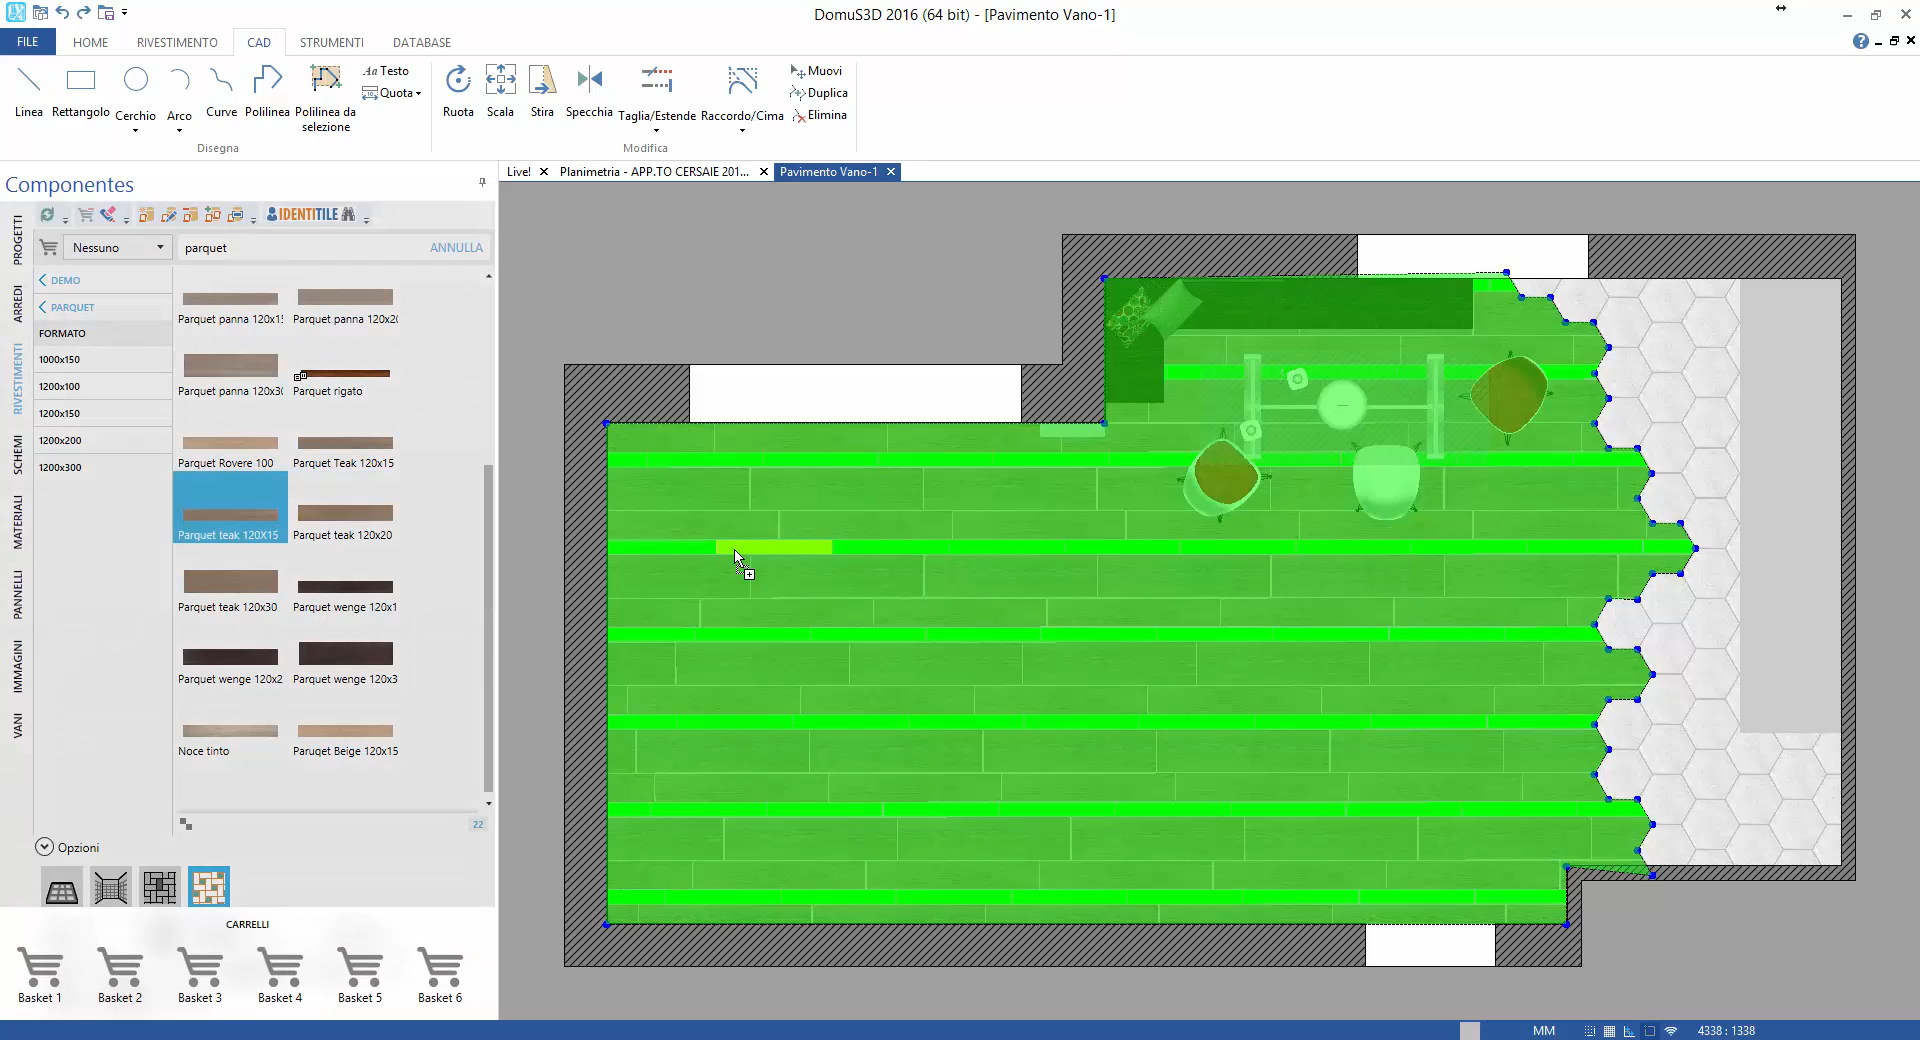 DomuS3D 2016 (64 bit) - [Pavimento Vano-1]
FILE
HOME
RIVESTIMENTO
CAD
STRUMENTI
DATABASE
Linea
Rettangolo
Cerchio
Arco
Curve
Polilinea
Polilinea da
selezione
Testo
Quota
Disegna
Ruota
Scala
Stira
Specchia
Taglia/Estende
Raccordo/Cima
Muovi
Duplica
Elimina
Modifica
Componentes
Live!
Planimetria - APP.TO CERSAIE 201...
Pavimento Vano-1
IDENTITILE
Nessuno
parquet
ANNULLA
PROGETTI
ARREDI
RIVESTIMENTI
SCHEMI
MATERIALI
PANNELLI
IMMAGINI
VANI
DEMO
PARQUET
FORMATO
1000x150
1200x100
1200x150
1200x200
1200x300
Parquet panna 120x15
Parquet panna 120x20
Parquet panna 120x30
Parquet rigato
Parquet Rovere 100
Parquet Teak 120x15
Parquet teak 120X15
Parquet teak 120x20
Parquet teak 120x30
Parquet wenge 120x1
Parquet wenge 120x2
Parquet wenge 120x3
Noce tinto
Paruqet Beige 120x15
22
Opzioni
CARRELLI
Basket 1
Basket 2
Basket 3
Basket 4
Basket 5
Basket 6
MM
4338 : 1338